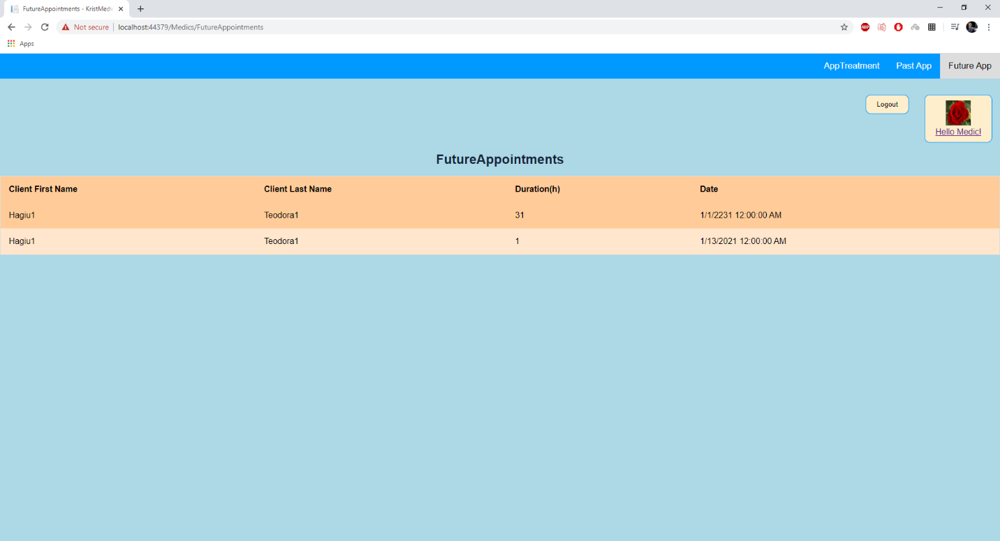 FutureAppointments - KristMedv
Not secure localhost:44379/Medics/FutureAppointments
ABP
Apps
AppTreatment Past App Future App
Logout
Hello Medic!
FutureAppointments
Client First Name Client Last Name Duration(h) Date
Hagiu1 Teodora1 31 1/1/2231 12:00:00 AM
Hagiu1 Teodora1 1 1/13/2021 12:00:00 AM